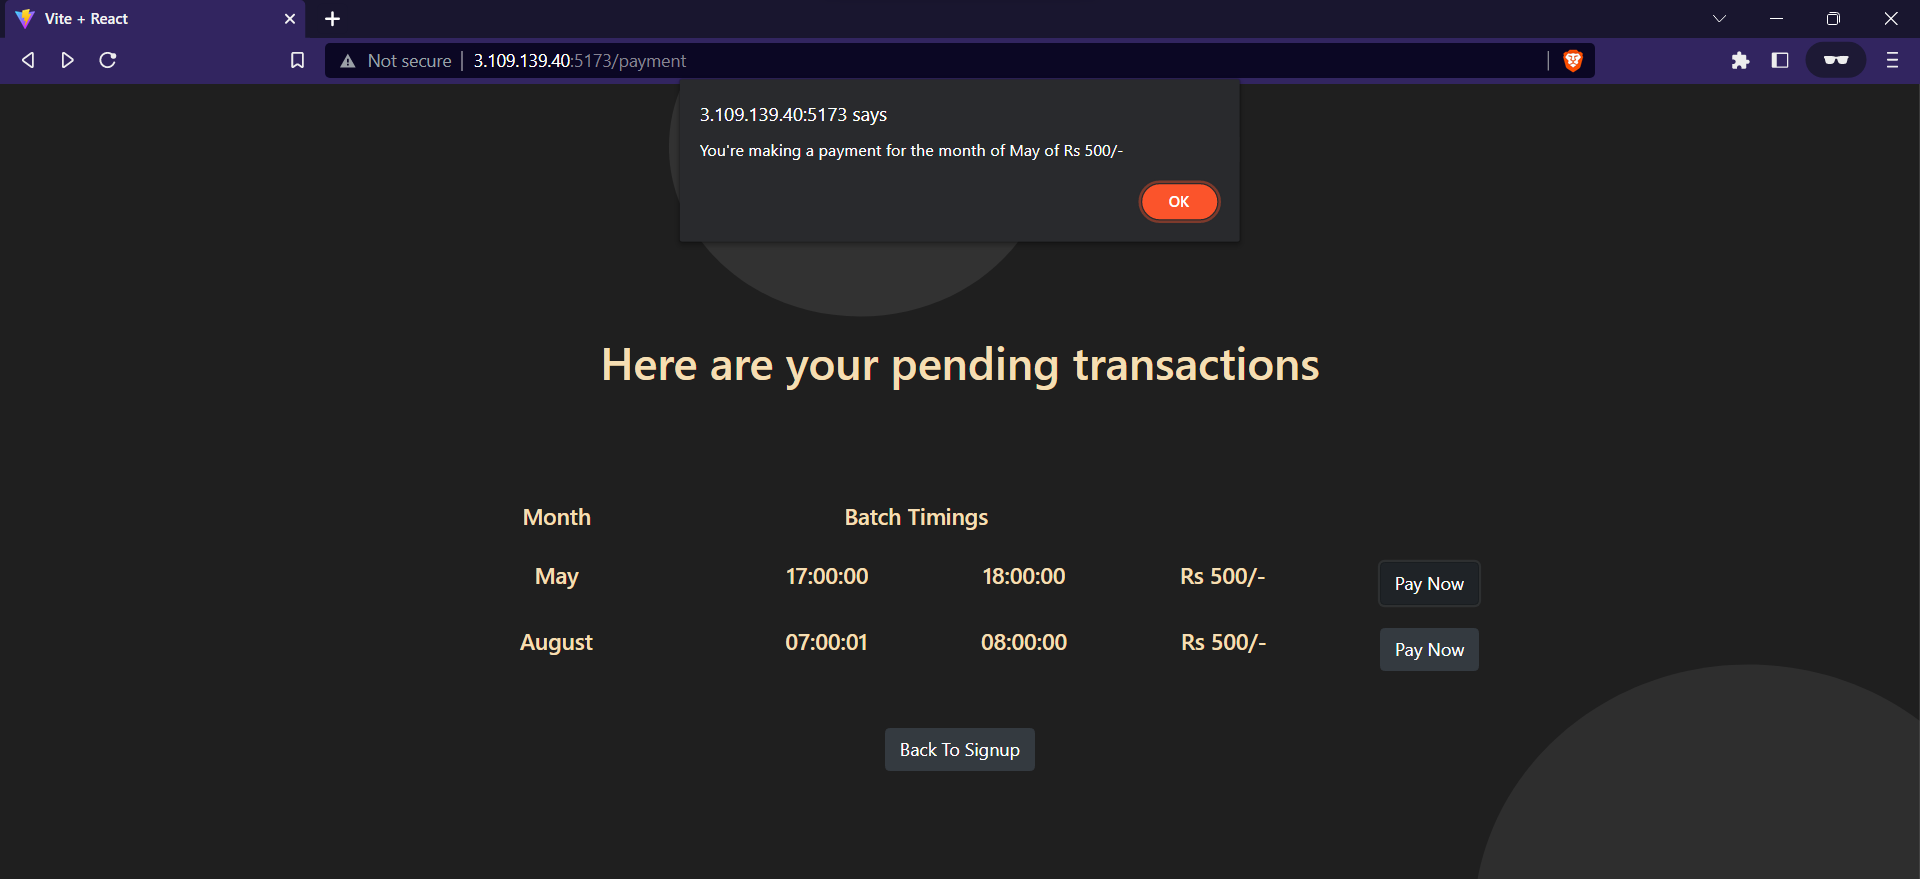 Vite + React
Not secure 3.109.139.40:5173/payment
3.109.139.40:5173 says
You're making a payment for the month of May of Rs 500/-
OK
Here are your pending transactions
Month Batch Timings
May 17:00:00 18:00:00 Rs 500/- Pay Now
August 07:00:01 08:00:00 Rs 500/- Pay Now
Back To Signup